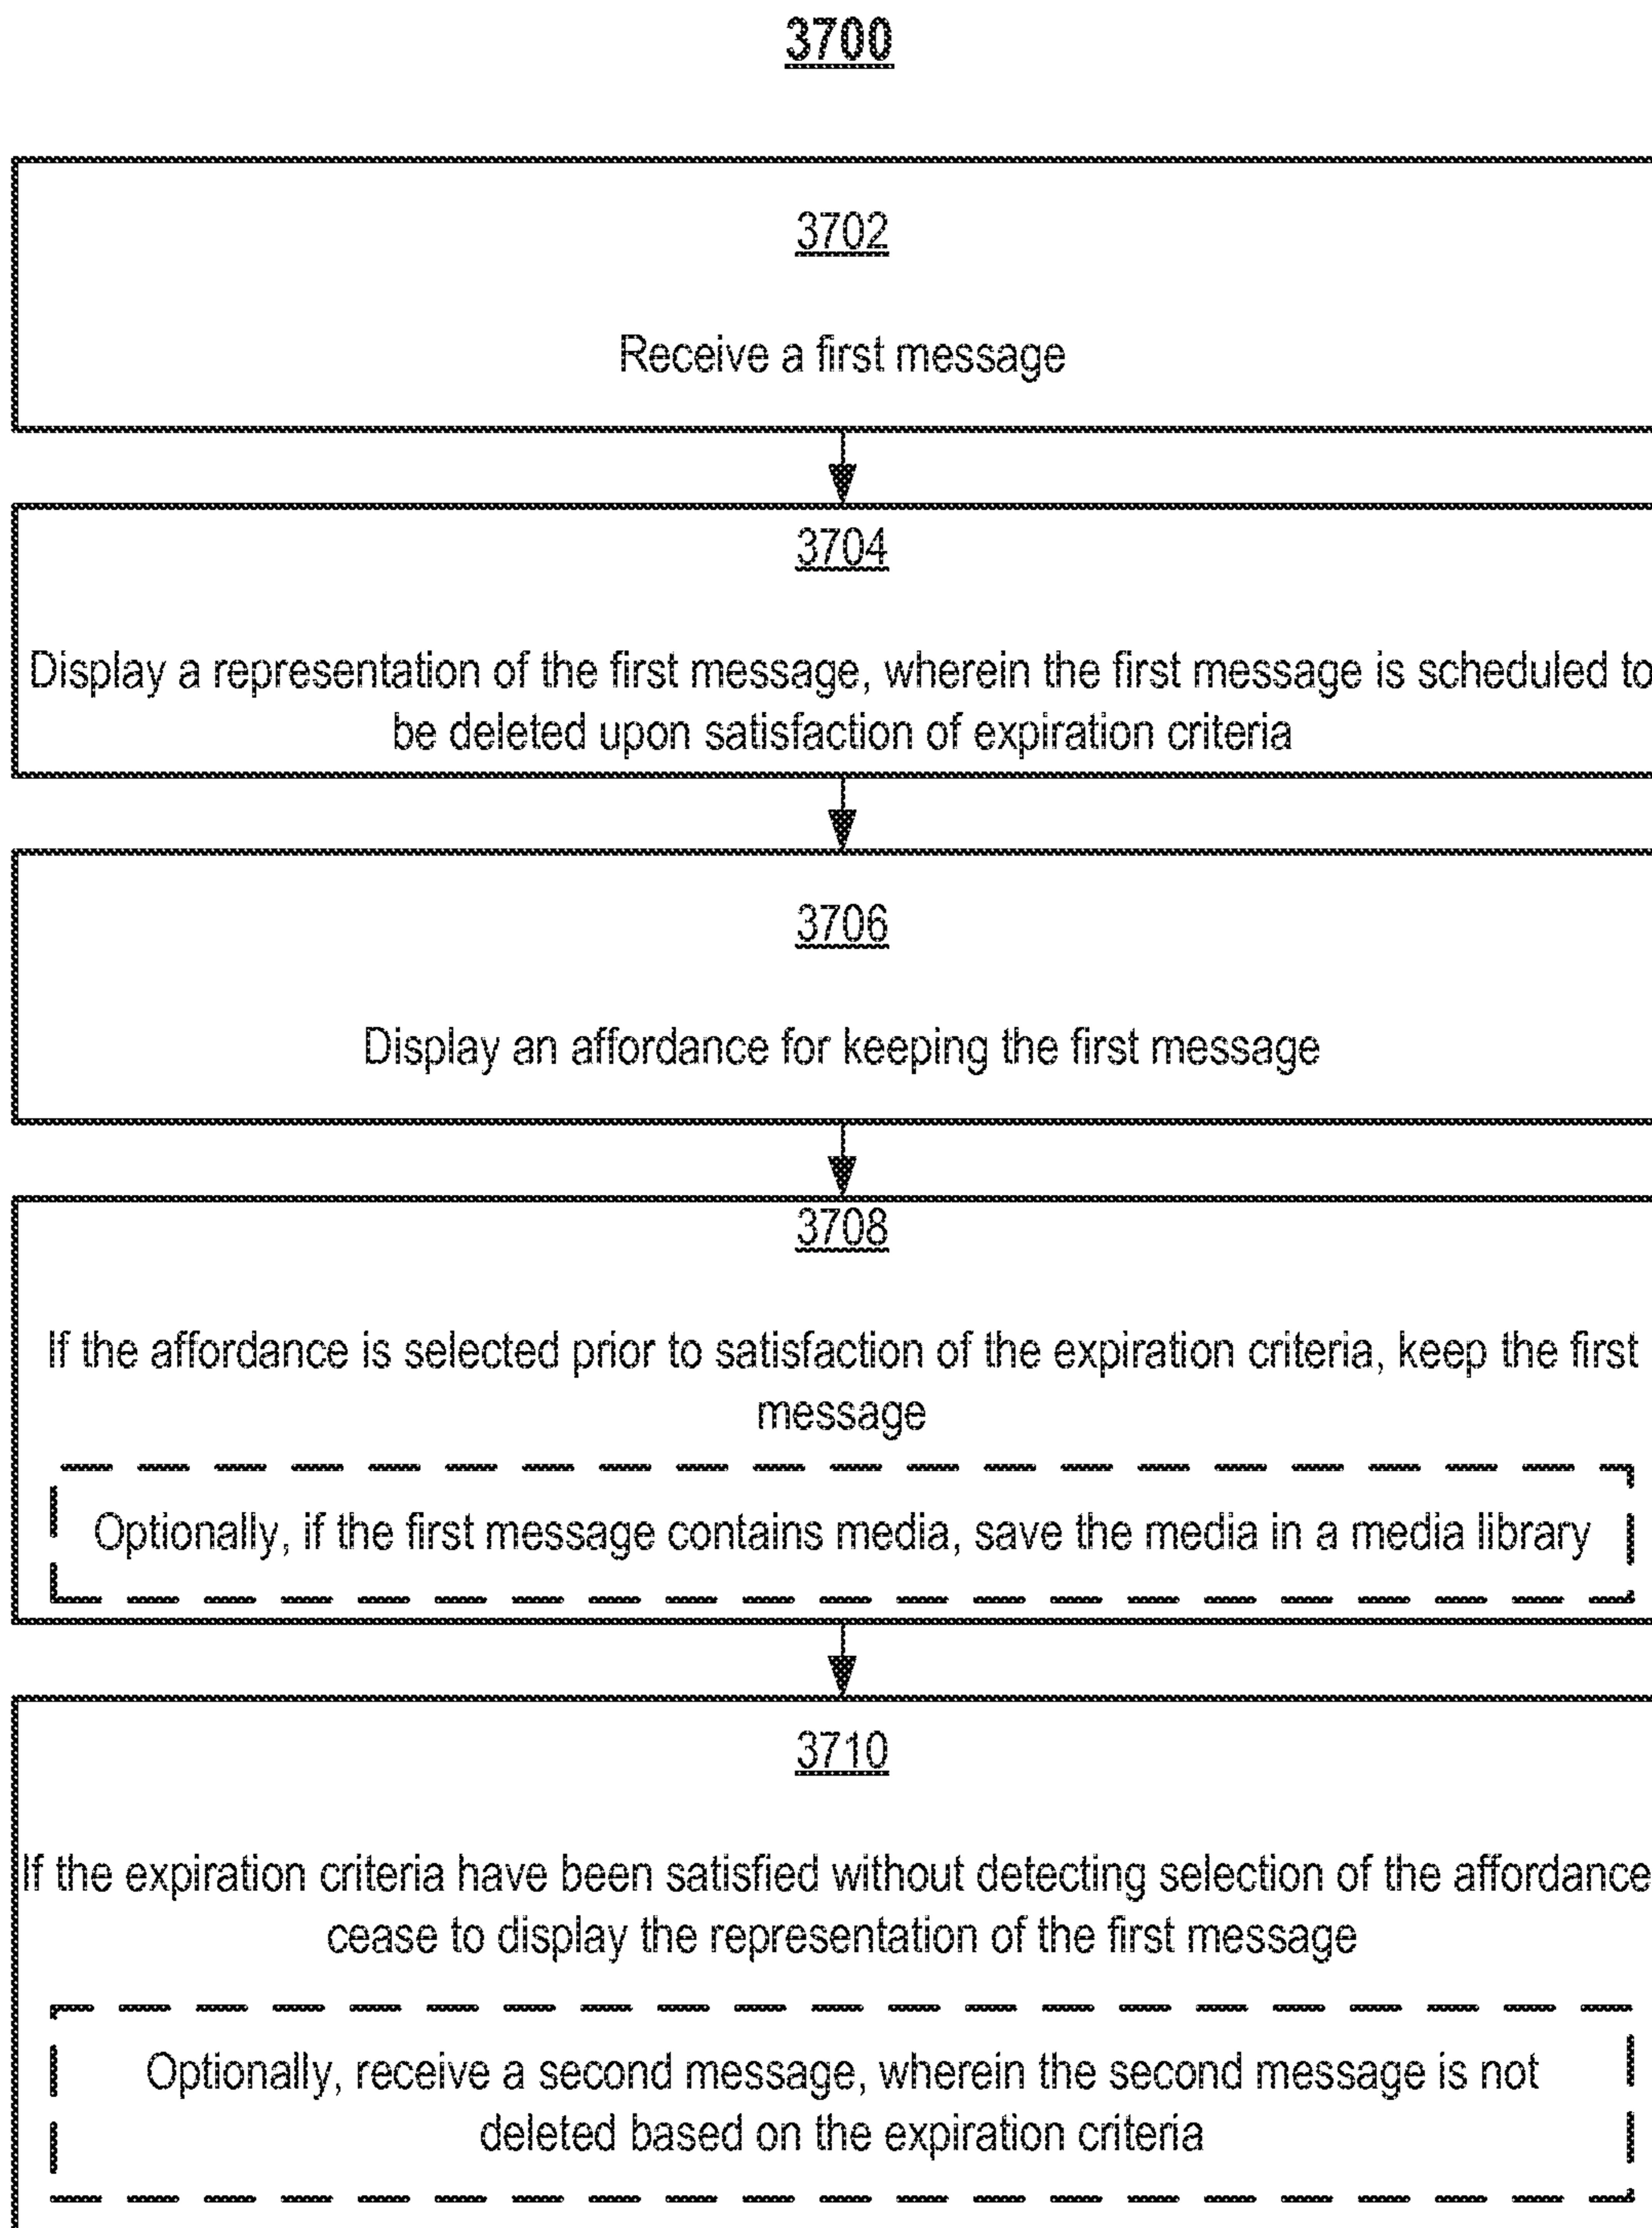 3700
3702
Receive a first message
3704
Display a representation of the first message, wherein the first message is scheduled to
be deleted upon satisfaction of expiration criteria
3706
Display an affordance for keeping the first message
3708
If the affordance is selected prior to satisfaction of the expiration criteria, keep the first
message
Optionally, if the first message contains media, save the media in a media library
3710
If the expiration criteria have been satisfied without detecting selection of the affordance
cease to display the representation of the first message
Optionally, receive a second message, wherein the second message is not
deleted based on the expiration criteria